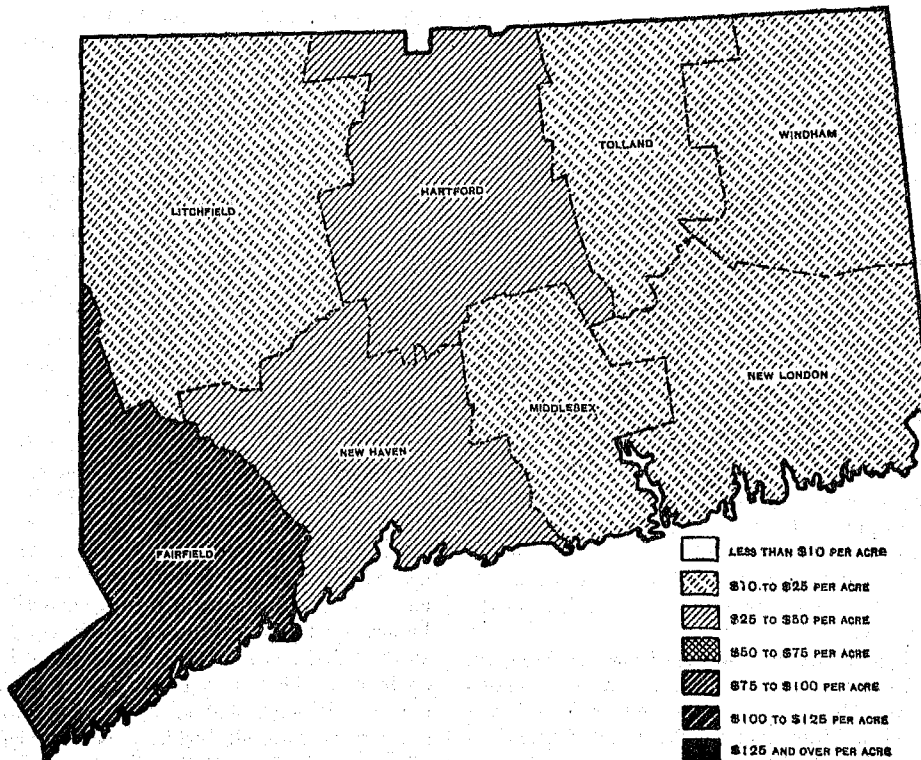 WINDHAM
TOLLAND
HARTFORD
LITCHFIELD
NEW LONDON
MIDDLESEX
NEW HAVEN
FAIRFIELD
LESS THAN $10 PER ACRE
$10 TO $25 PER ACRE
$25 TO $50 PER ACRE
$50 TO $75 PER ACRE
$75 TO $100 PER ACRE
$100 TO $125 PER ACRE
$125 AND OVER PER ACRE